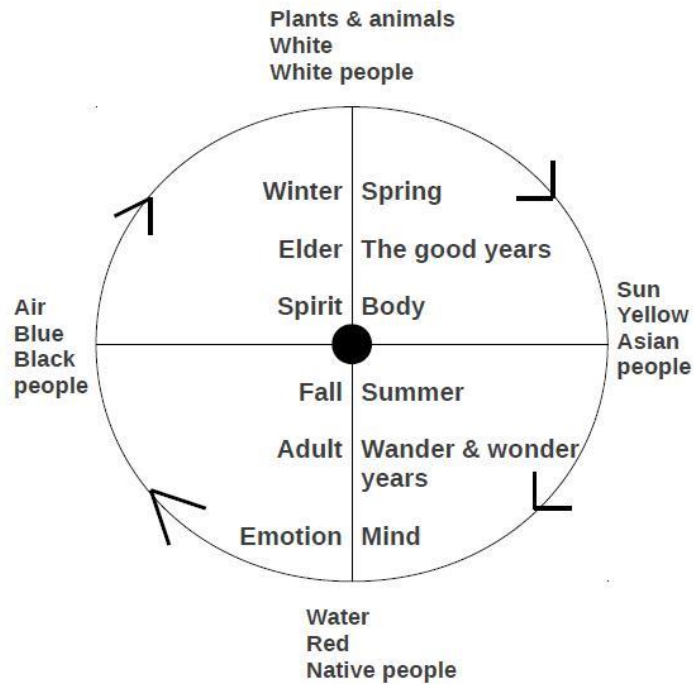 Plants & animals
White
White people
Winter
Spring
Elder
The good years
Spirit
Body
Air
Blue
Black
people
Sun
Yellow
Asian
people
Fall
Summer
Adult
Wander & wonder
years
Emotion
Mind
Water
Red
Native people